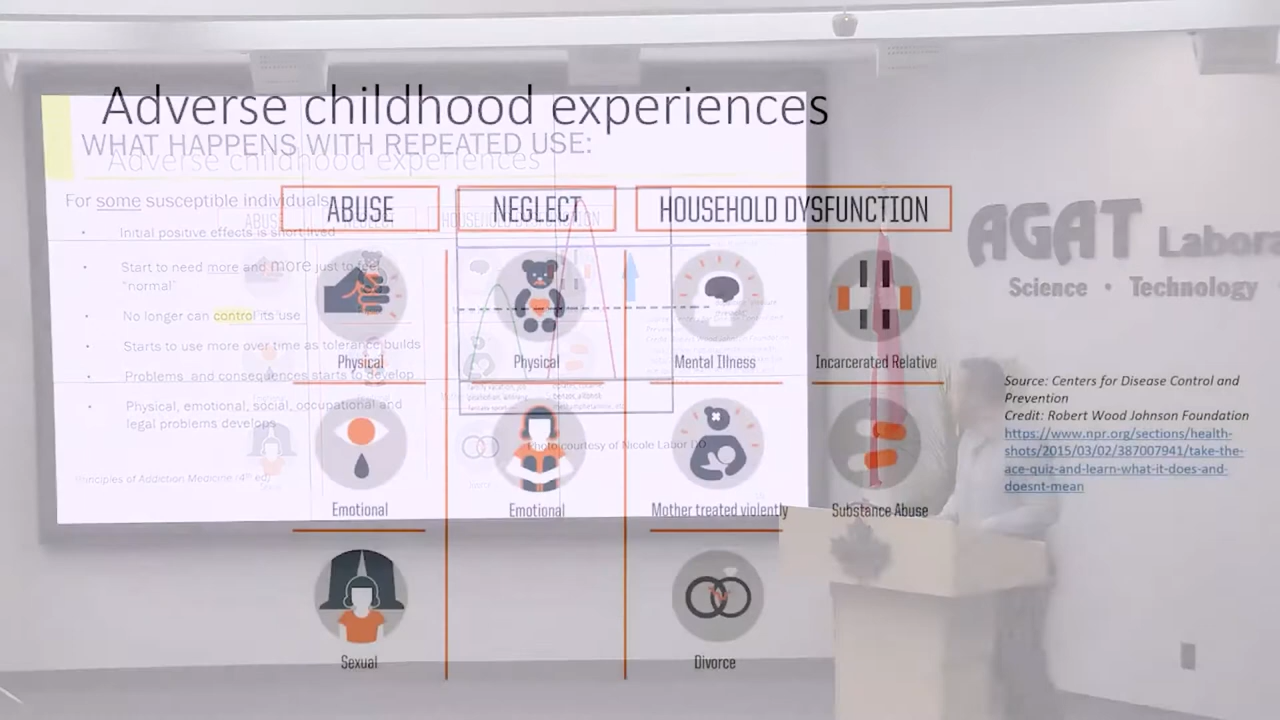 Adverse childhood experiences
WHAT HAPPENS WITH REPEATED USE:
Adverse childhood experiences
For some susceptible individuals
• Initial positive effects is short lived
• Start to need more and more just to feel
"normal"
• No longer can control its use
• Starts to use more over time as tolerance builds
• Problems and consequences starts to develop
• Physical, emotional, social, occupational and
legal problems develops
Principles of Addiction Medicine (4th ed)
Photo courtesy of Nicole Labor DO
ABUSE
NEGLECT
HOUSEHOLD DYSFUNCTION
Physical
Physical
Mental Illness
Incarcerated Relative
Emotional
Emotional
Mother treated violently
Substance Abuse
Sexual
Divorce
AGAT Labora
Science • Technology •
Source: Centers for Disease Control and
Prevention
Credit: Robert Wood Johnson Foundation
https://www.npr.org/sections/health-
shots/2015/03/02/387007941/take-the-
ace-quiz-and-learn-what-it-does-and-
doesnt-mean